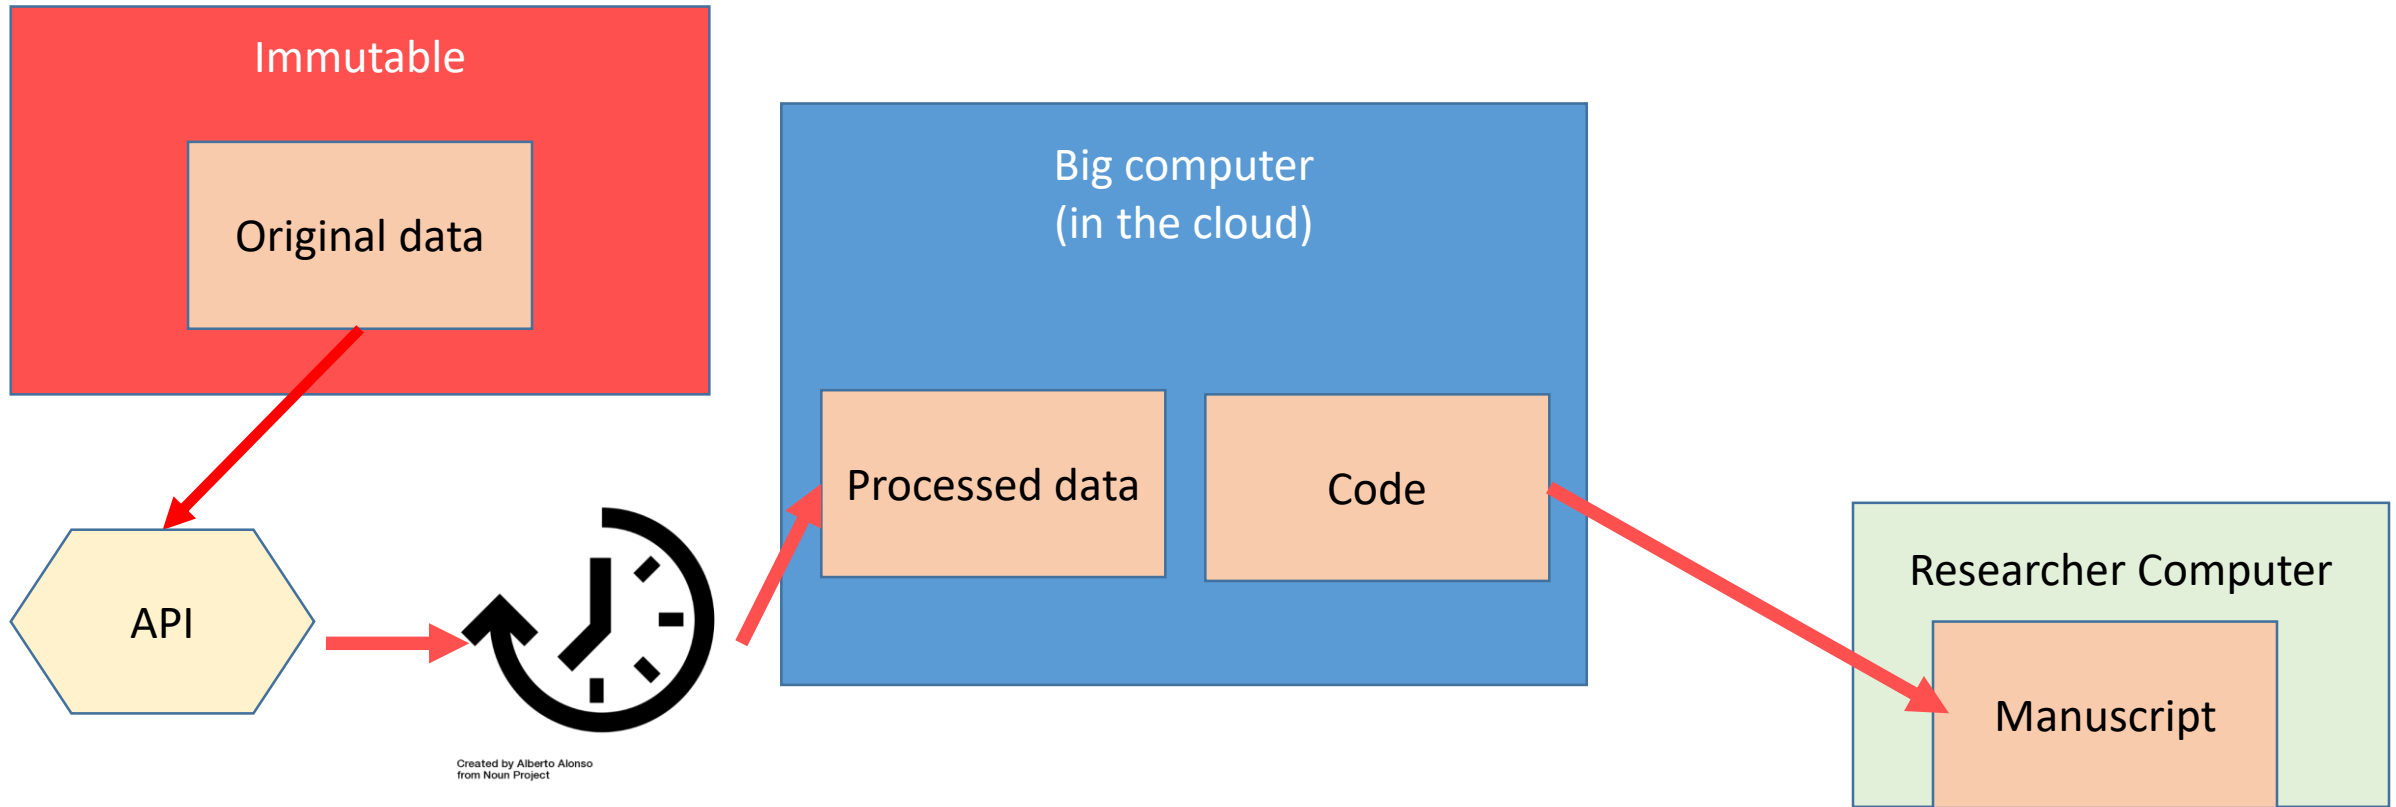 Immutable
Original data
Big computer
(in the cloud)
Processed data
Code
API
Researcher Computer
Manuscript
Created by Alberto Alonso
from Noun Project